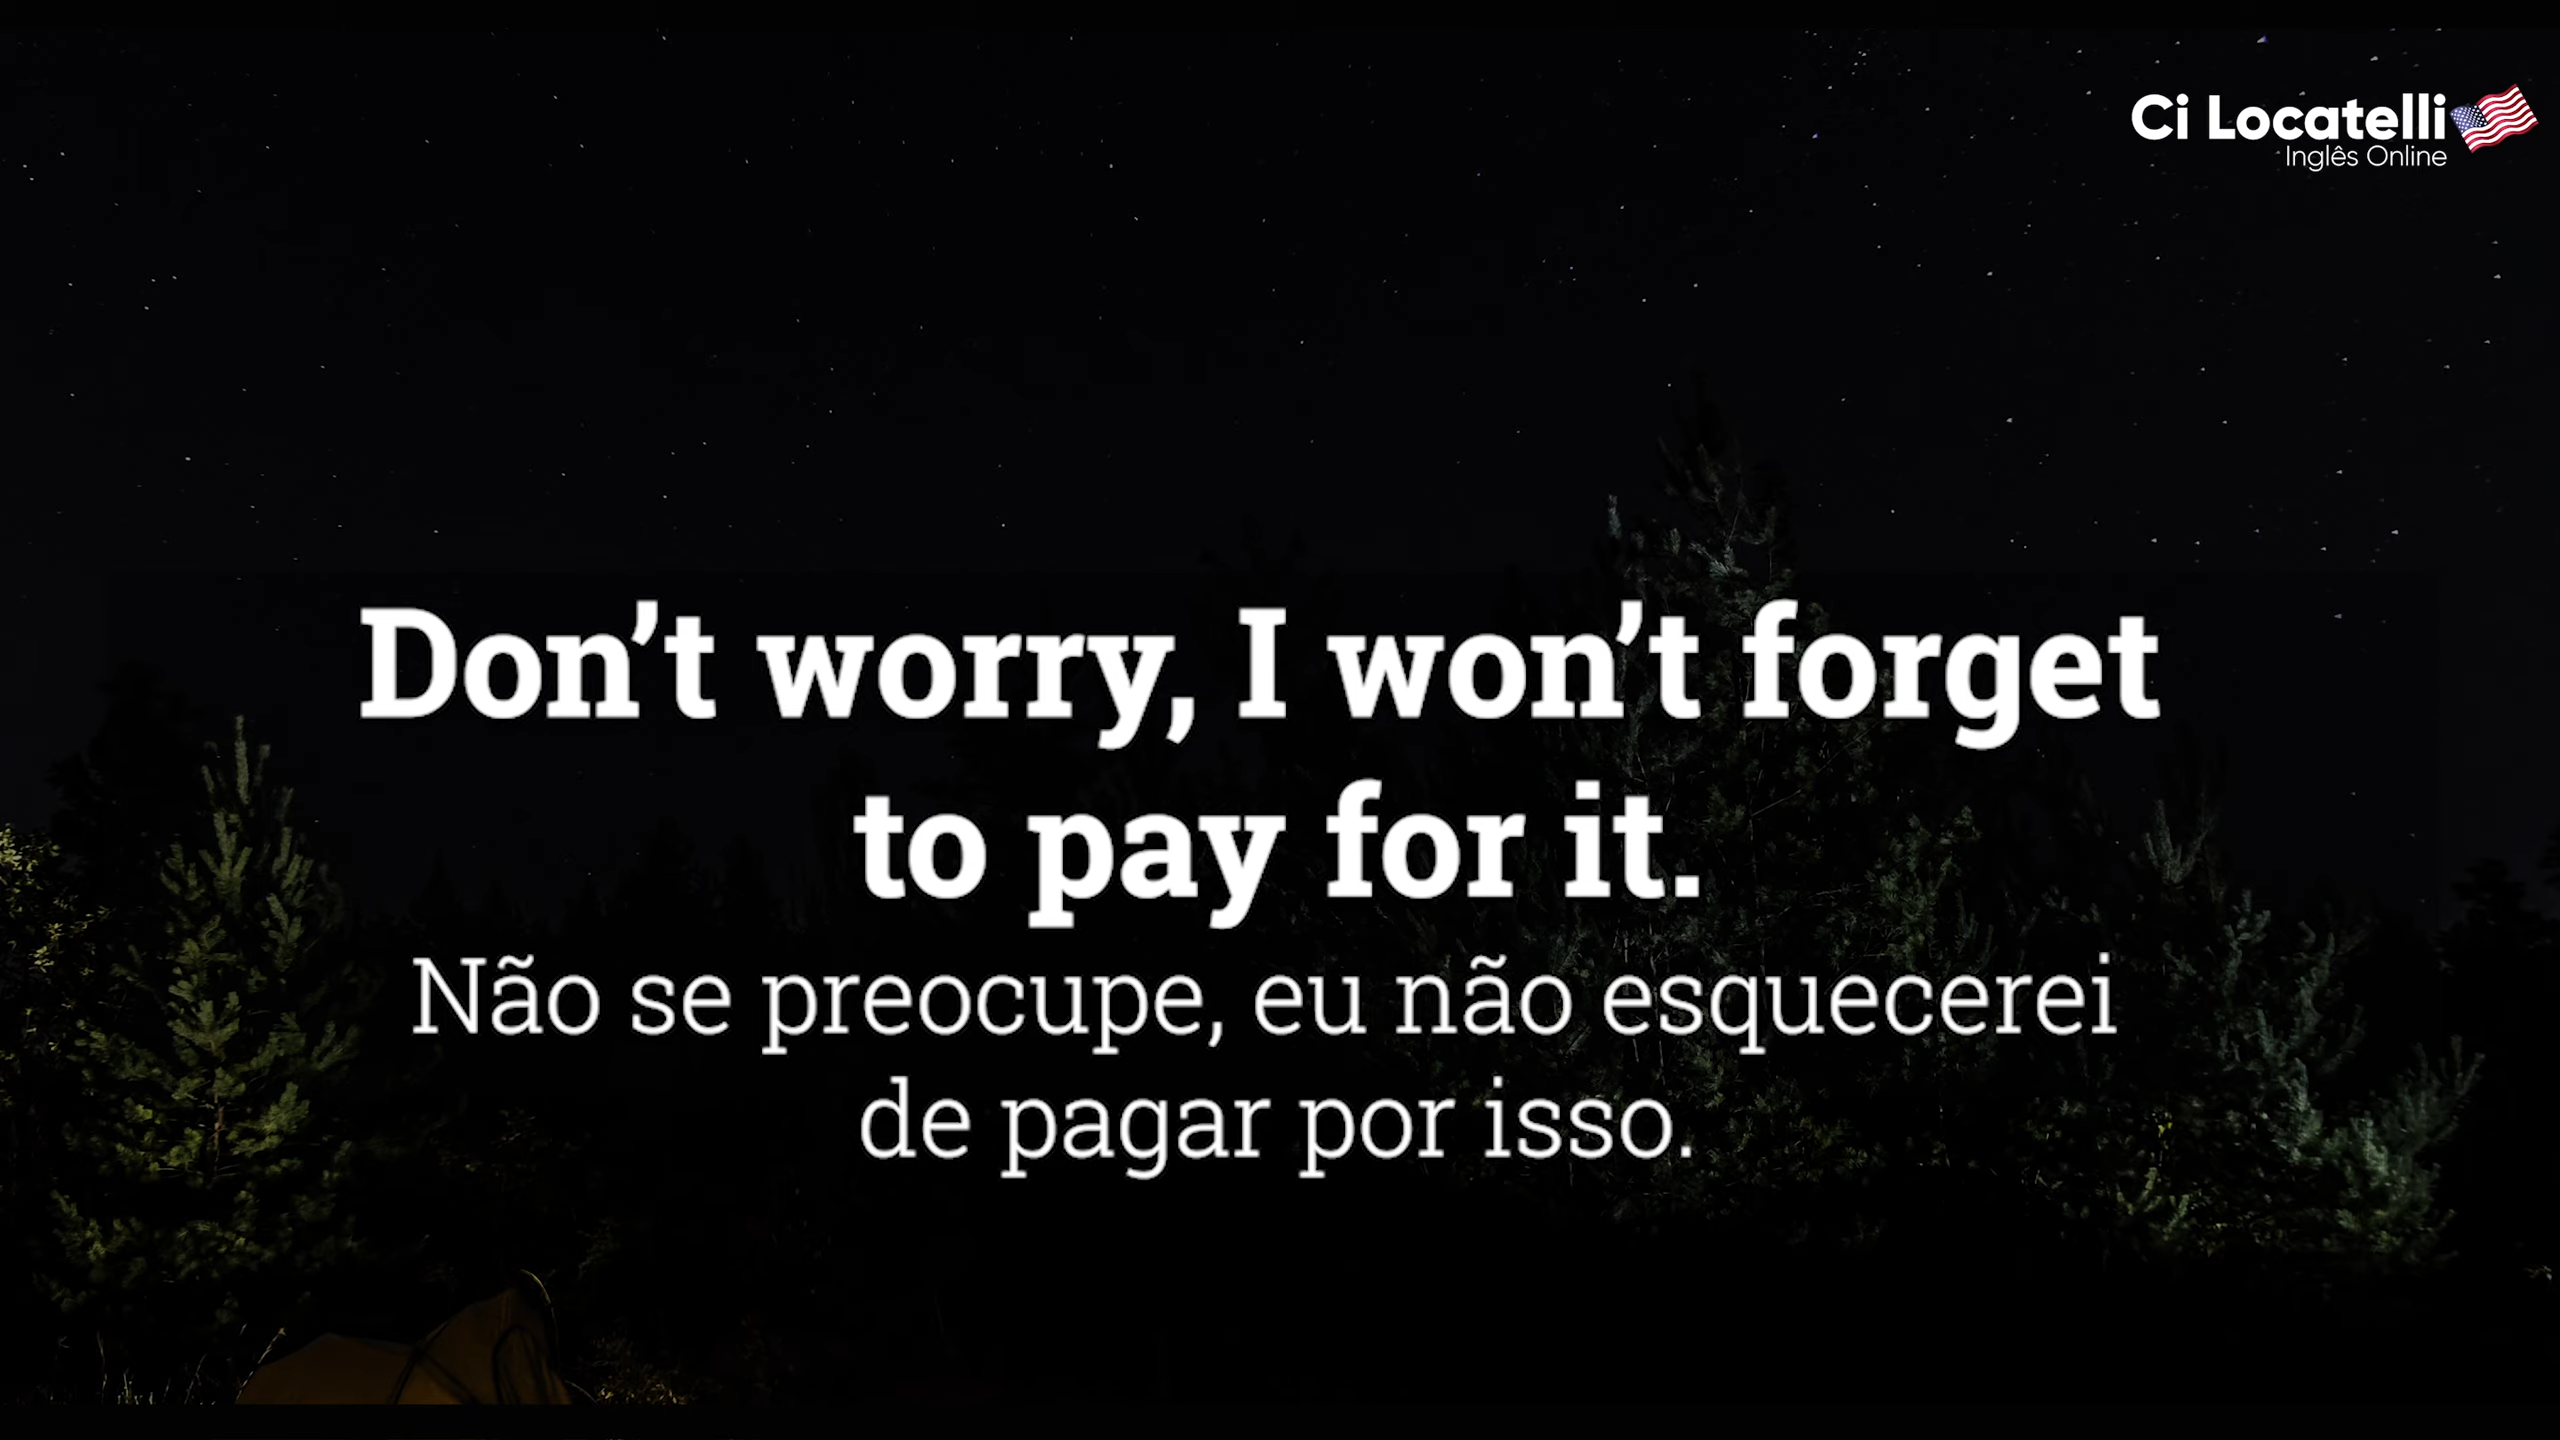 Ci Locatelli
Inglês Online
Don’t worry, I won’t forget
to pay for it.
Não se preocupe, eu não esquecerei
de pagar por isso.